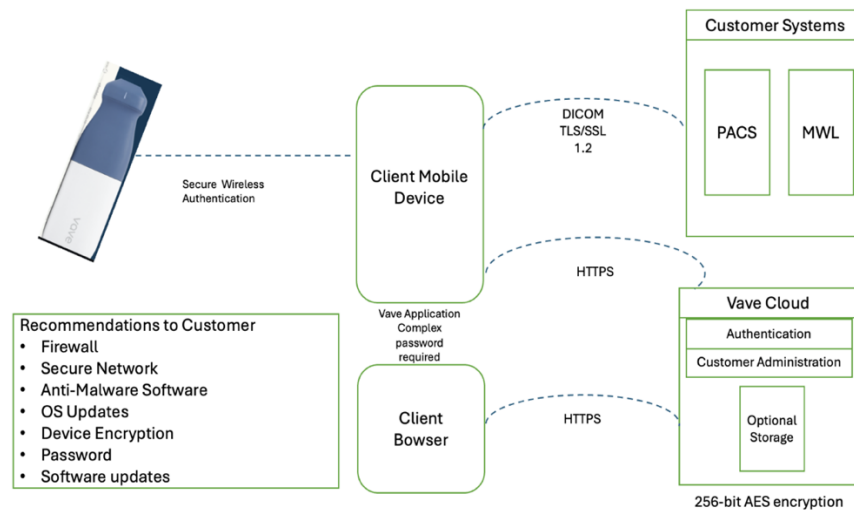 Customer Systems
PACS
MWL
DICOM
TLS/SSL
1.2
vave
Secure Wireless
Authentication
Client Mobile
Device
HTTPS
Vave Application
Complex
password
required
Vave Cloud
Authentication
Customer Administration
Optional
Storage
256-bit AES encryption
Client
Bowser
HTTPS
Recommendations to Customer
• Firewall
• Secure Network
• Anti-Malware Software
• OS Updates
• Device Encryption
• Password
• Software updates